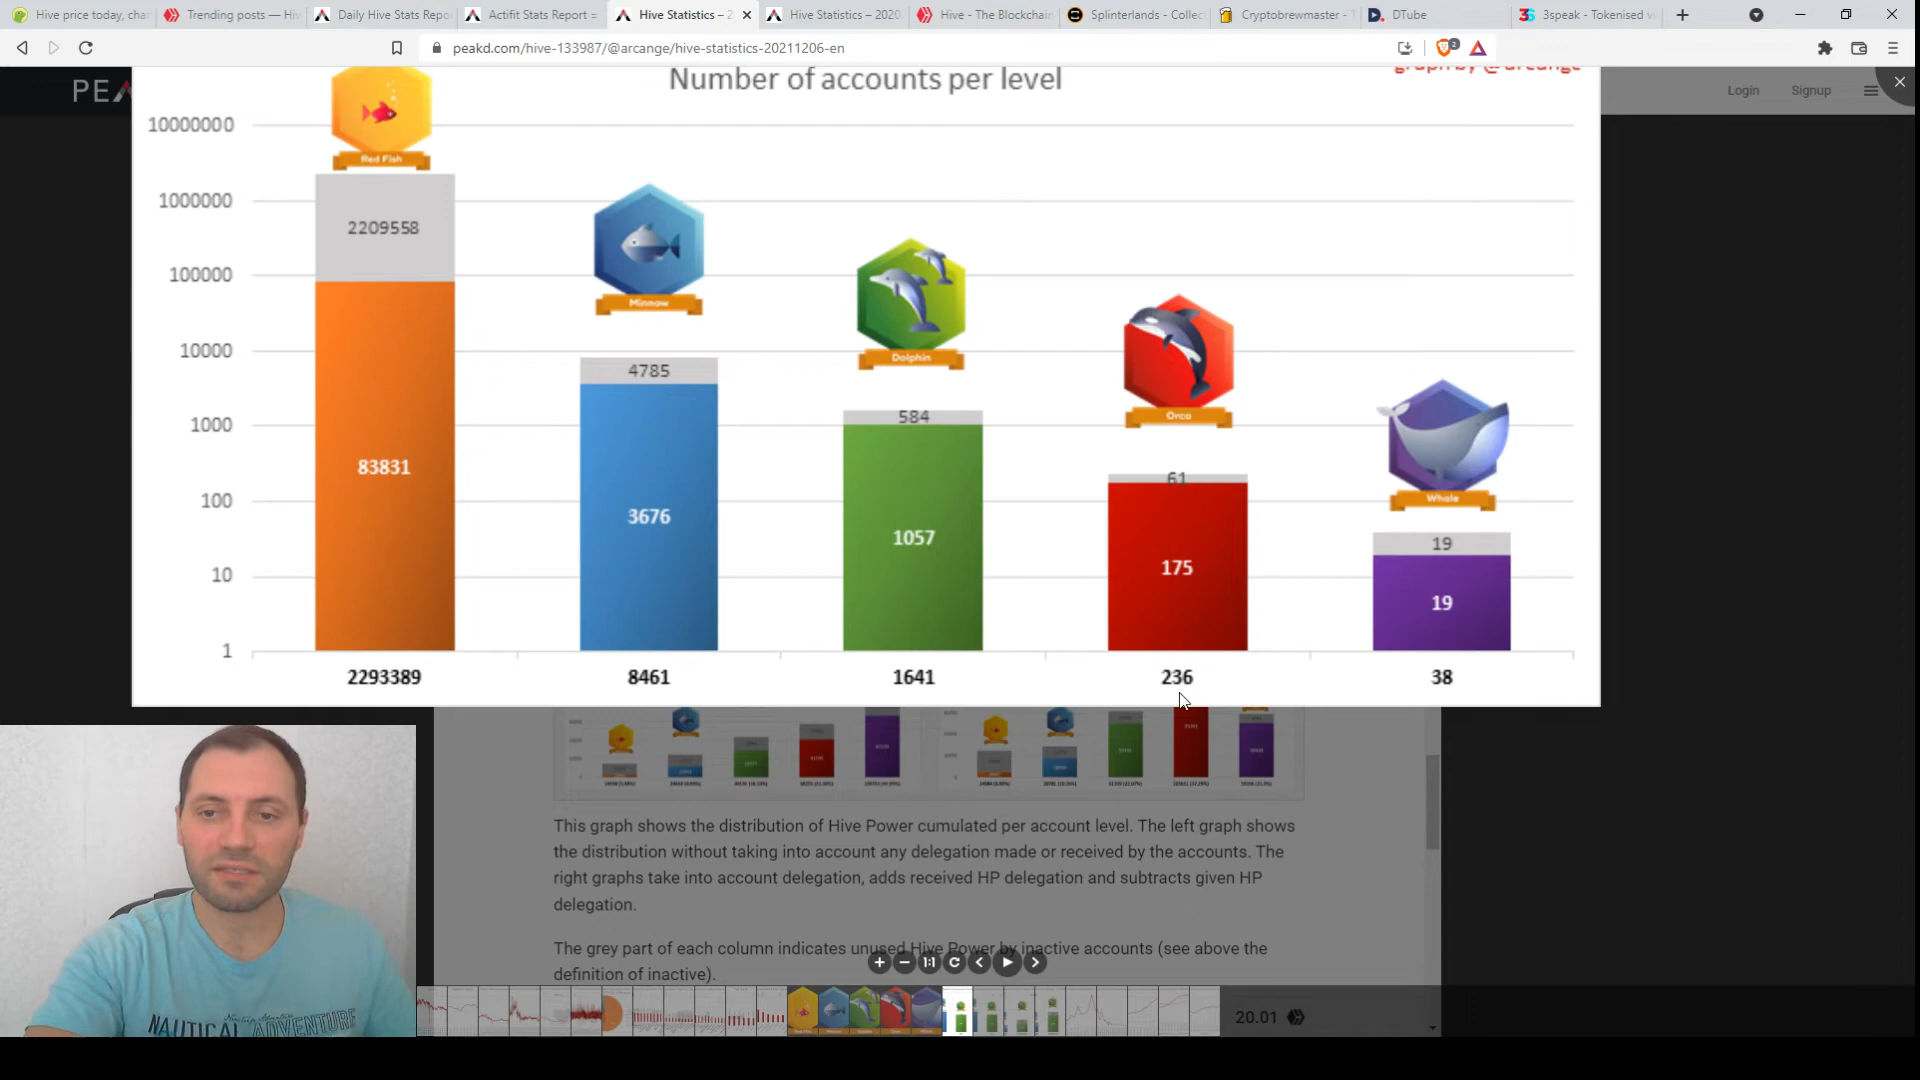 Hive price today, cha
Trending posts — Hiv
Daily Hive Stats Repo
Actifit Stats Report =
Hive Statistics – 2
Hive Statistics – 2020
Hive - The Blockchain
Splinterlands - Collec
Cryptobrewmaster -
DTube
3speak - Tokenised v
peakd.com/hive-133987/@arcange/hive-statistics-20211206-en
2
PEA
Login
Signup
Number of accounts per level
graph by @arcange
10000000
1000000
100000
10000
1000
100
10
1
Red Fish
2209558
83831
2293389
Minnow
4785
3676
8461
Dolphin
584
1057
1641
Orca
61
175
236
Whale
19
19
38
This graph shows the distribution of Hive Power cumulated per account level. The left graph shows
the distribution without taking into account any delegation made or received by the accounts. The
right graphs take into account delegation, adds received HP delegation and subtracts given HP
delegation.
The grey part of each column indicates unused Hive Power by inactive accounts (see above the
definition of inactive).
1:1
20.01
NAUTICAL ADVENTURE